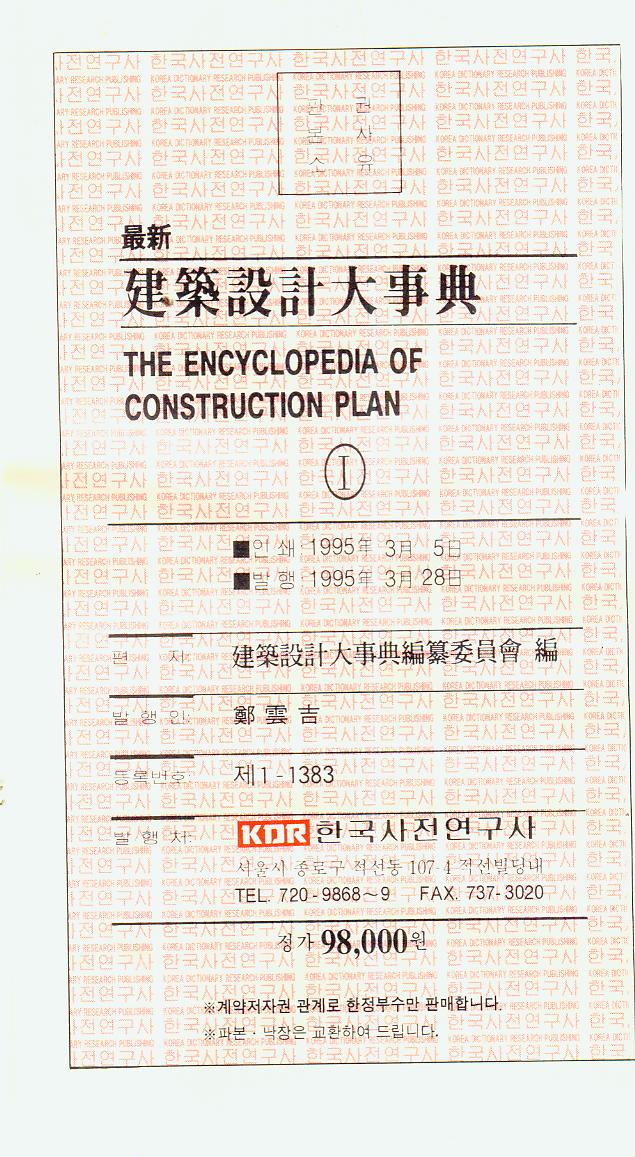 판권
본사
소유
最新
建築設計大事典
THE ENCYCLOPEDIA OF
CONSTRUCTION PLAN
Ⅰ
■인 쇄: 1995年 3月 5日
■발 행: 1995年 3月 28日
편 저: 建築設計大事典編纂委員會 編
발 행 인: 鄭雲吉
등록번호: 제1-1383
발 행 처: KDR 한국사전연구사
서울시 종로구 적선동 107-4 적선빌딩내
TEL. 720-9868~9 FAX. 737-3020
정가 98,000원
※계약저자권 관계로 한정부수만 판매합니다.
※파본·낙장은 교환하여 드립니다.